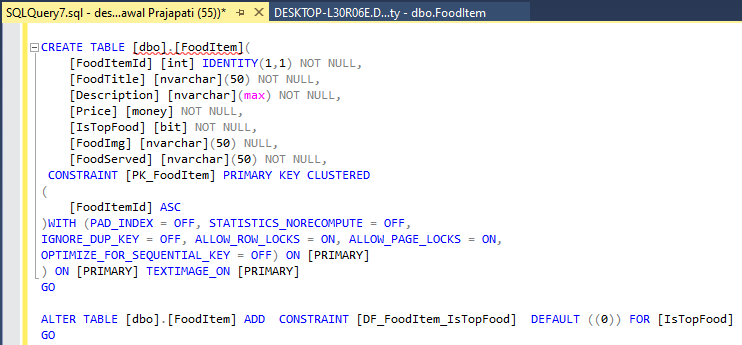 SQLQuery7.sql - des...awal Prajapati (55))*
DESKTOP-L30R06E.D...ty - dbo.FoodItem
CREATE TABLE [dbo].[FoodItem](
[FoodItemId] [int] IDENTITY(1,1) NOT NULL,
[FoodTitle] [nvarchar](50) NOT NULL,
[Description] [nvarchar](max) NOT NULL,
[Price] [money] NOT NULL,
[IsTopFood] [bit] NOT NULL,
[FoodImg] [nvarchar](50) NULL,
[FoodServed] [nvarchar](50) NOT NULL,
CONSTRAINT [PK_FoodItem] PRIMARY KEY CLUSTERED
(
[FoodItemId] ASC
)WITH (PAD_INDEX = OFF, STATISTICS_NORECOMPUTE = OFF,
IGNORE_DUP_KEY = OFF, ALLOW_ROW_LOCKS = ON, ALLOW_PAGE_LOCKS = ON,
OPTIMIZE_FOR_SEQUENTIAL_KEY = OFF) ON [PRIMARY]
) ON [PRIMARY] TEXTIMAGE_ON [PRIMARY]
GO
ALTER TABLE [dbo].[FoodItem] ADD  CONSTRAINT [DF_FoodItem_IsTopFood]  DEFAULT ((0)) FOR [IsTopFood]
GO